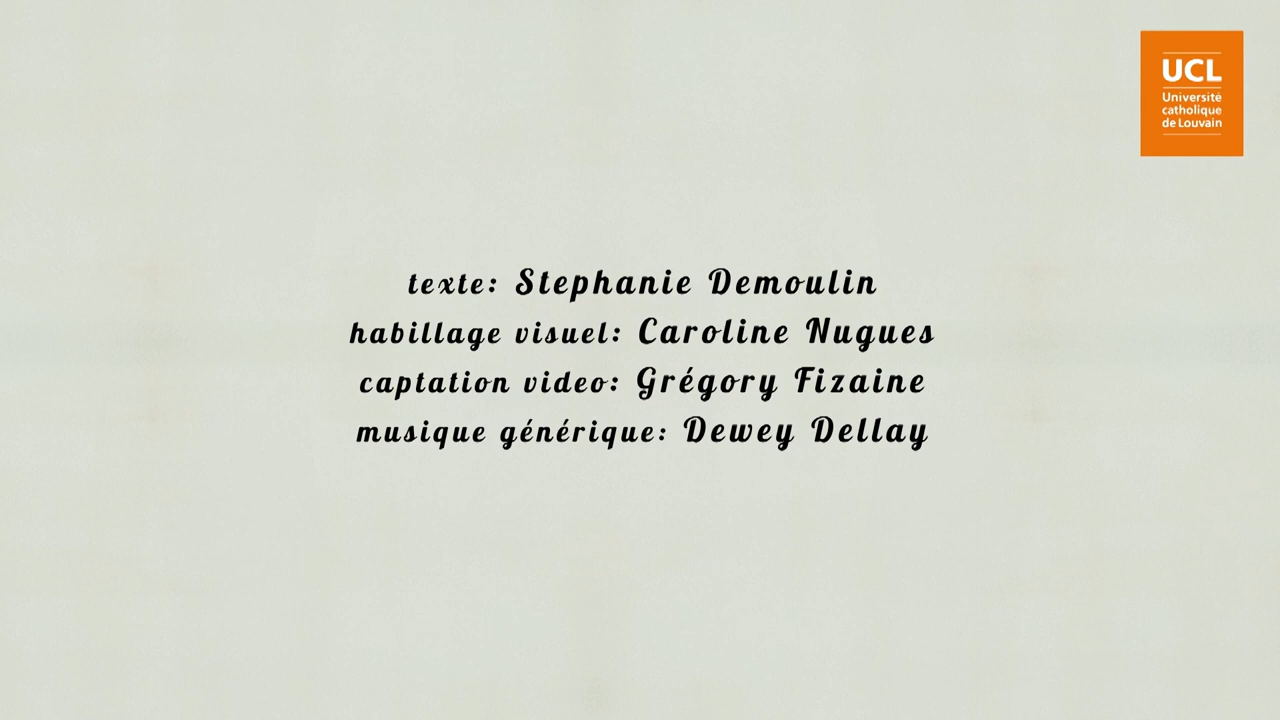 UCL
Université
catholique
de Louvain
texte: Stephanie Demoulin
habillage visuel: Caroline Nugues
captation video: Grégory Fizaine
musique générique: Dewey Dellay